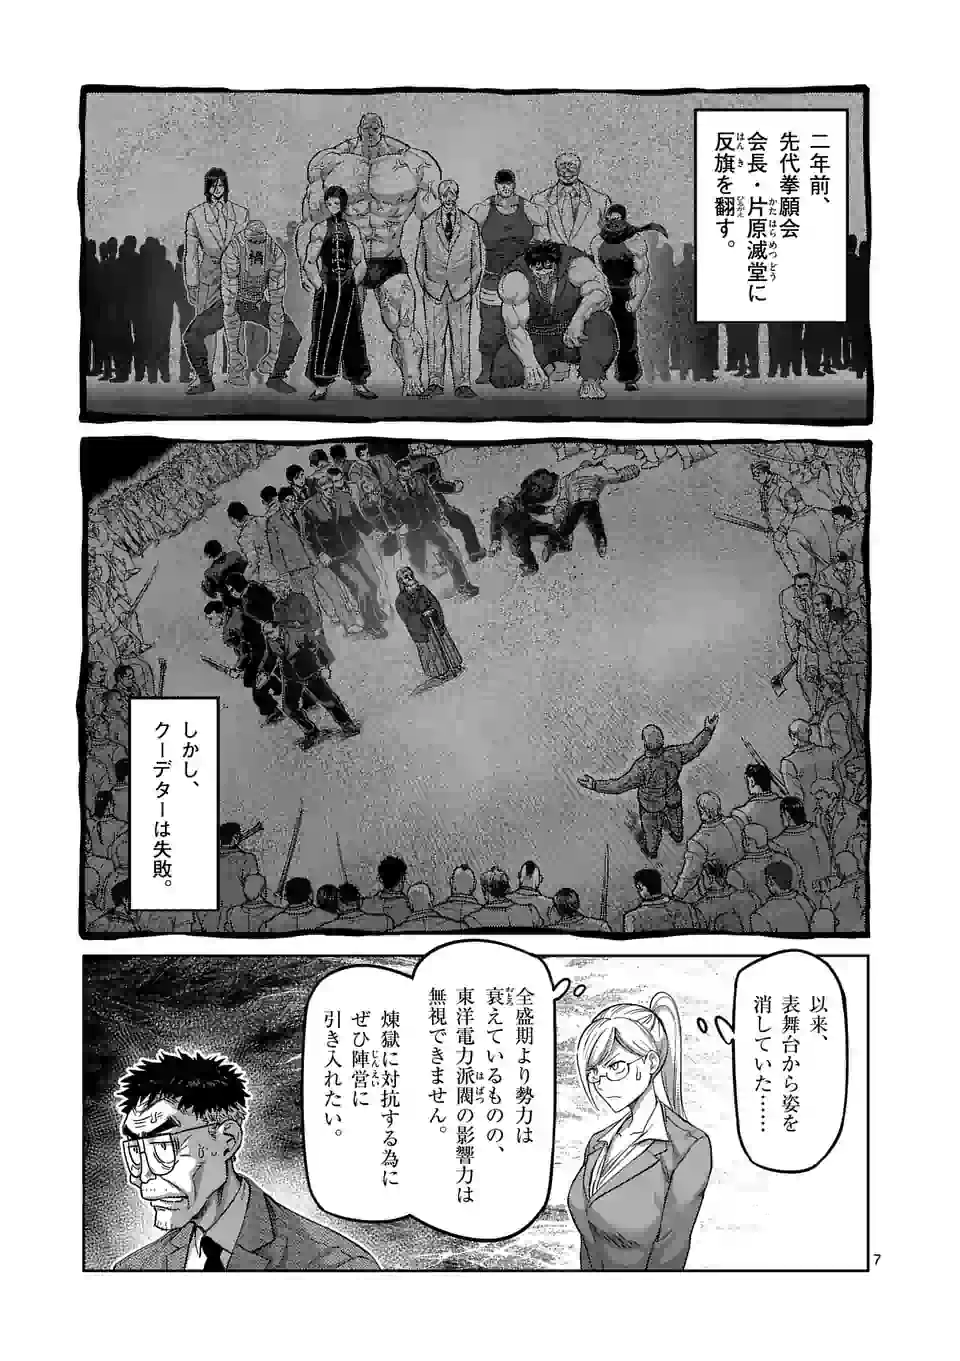 二年前、
先代拳願会
会長・片原滅堂に
反旗を翻す。
しかし、
クーデターは失敗。
以来、
表舞台から姿を
消していた……
全盛期より勢力は
衰えているものの、
東洋電力派閥の影響力は
無視できません。
煉獄に対抗する為に
ぜひ陣営に
引き入れたい。
7